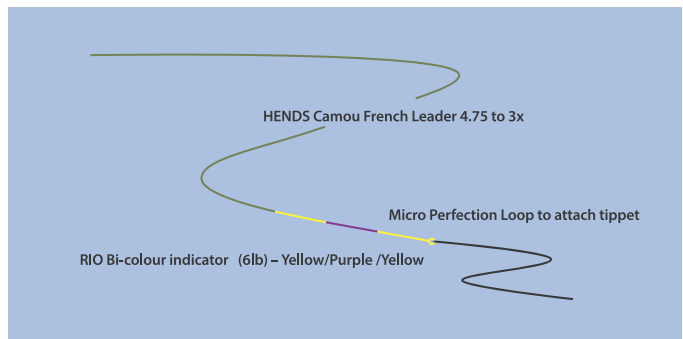 HENDS Camou French Leader 4.75 to 3x
Micro Perfection Loop to attach tippet
RIO Bi-colour indicator (6lb) – Yellow/Purple /Yellow